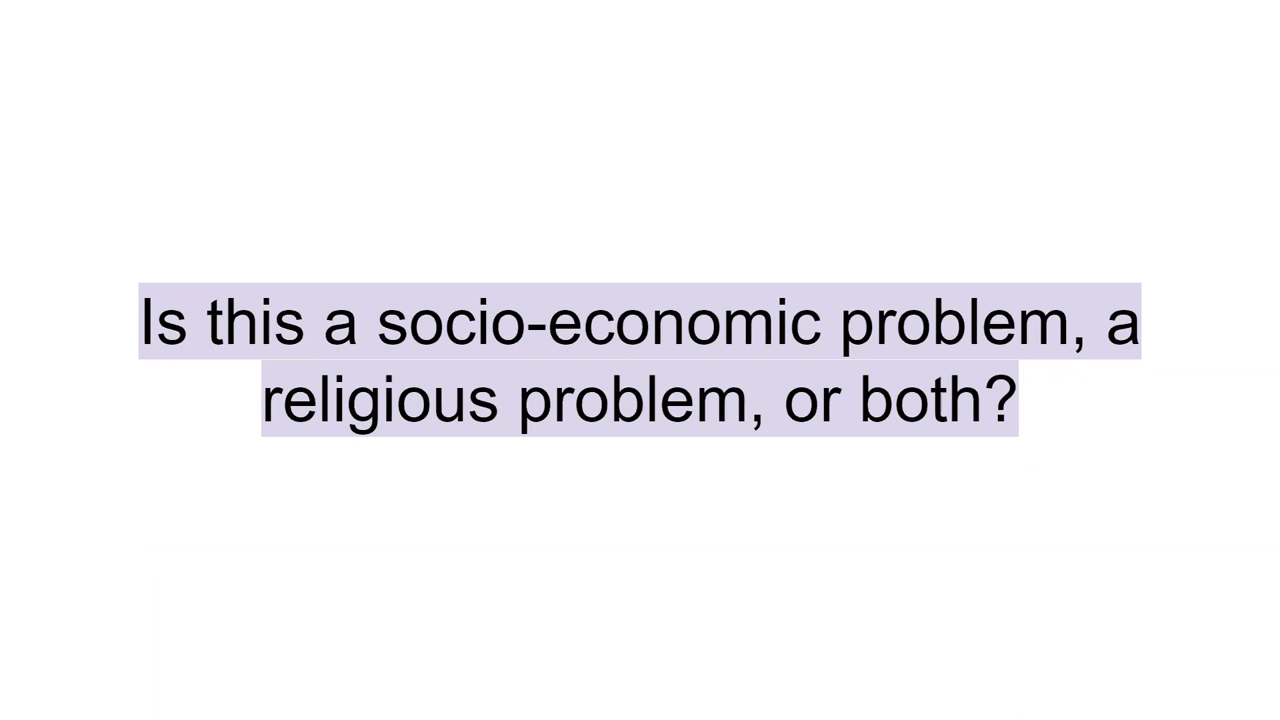 Is this a socio-economic problem, a
religious problem, or both?